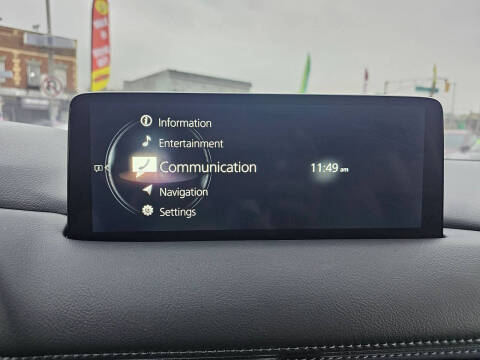 Information
Entertainment
Communication
11:49 am
Navigation
Settings